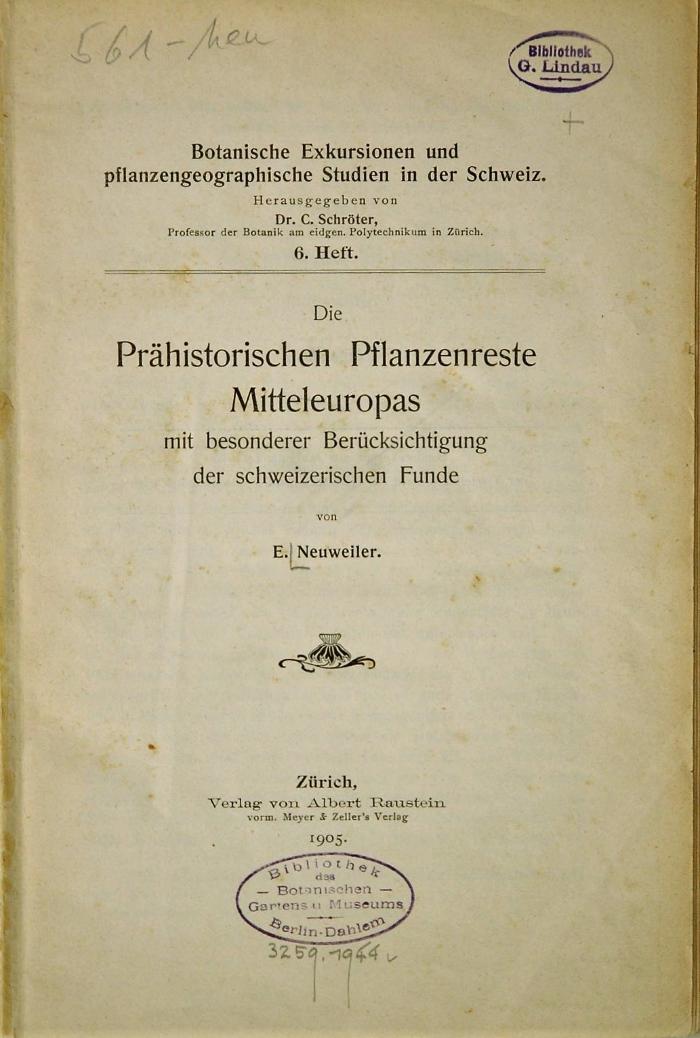 561-neu
Bibliothek
G. Lindau
Botanische Exkursionen und
pflanzengeographische Studien in der Schweiz.
Herausgegeben von
Dr. C. Schröter,
Professor der Botanik am eidgen. Polytechnikum in Zürich.
6. Heft.
Die
Prähistorischen Pflanzenreste
Mitteleuropas
mit besonderer Berücksichtigung
der schweizerischen Funde
von
E. Neuweiler.
Zürich,
Verlag von Albert Raustein
vorm. Meyer & Zeller's Verlag
1905.
Bibliothek
des
— Botanischen —
Gartens u Museums
Berlin-Dahlem
3259.-1944